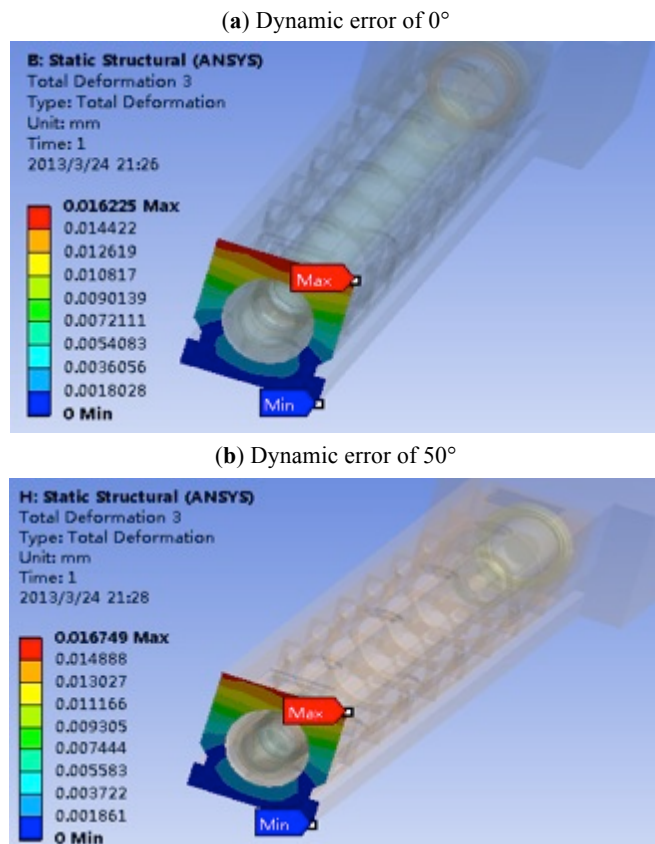 (a) Dynamic error of 0°
B: Static Structural (ANSYS)
Total Deformation 3
Type: Total Deformation
Unit: mm
Time: 1
2013/3/24 21:26
0.016225 Max
0.014422
0.012619
0.010817
0.0090139
0.0072111
0.0054083
0.0036056
0.0018028
0 Min
Max
Min
(b) Dynamic error of 50°
H: Static Structural (ANSYS)
Total Deformation 3
Type: Total Deformation
Unit: mm
Time: 1
2013/3/24 21:28
0.016749 Max
0.014888
0.013027
0.011166
0.009305
0.007444
0.005583
0.003722
0.001861
0 Min
Max
Min